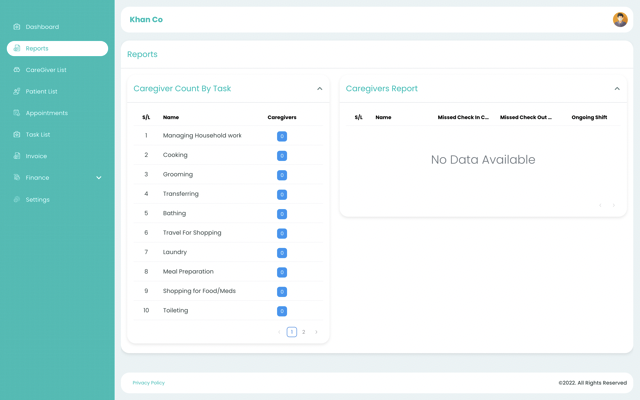 Khan Co
Dashboard
Reports
CareGiver List
Patient List
Appointments
Task List
Invoice
Finance
Settings
Reports
Caregiver Count By Task
S/L Name Caregivers
1 Managing Household work 0
2 Cooking 0
3 Grooming 0
4 Transferring 0
5 Bathing 0
6 Travel For Shopping 0
7 Laundry 0
8 Meal Preparation 0
9 Shopping for Food/Meds 0
10 Toileting 0
1 2
Caregivers Report
S/L Name Missed Check In C... Missed Check Out ... Ongoing Shift
No Data Available
Privacy Policy
©2022. All Rights Reserved